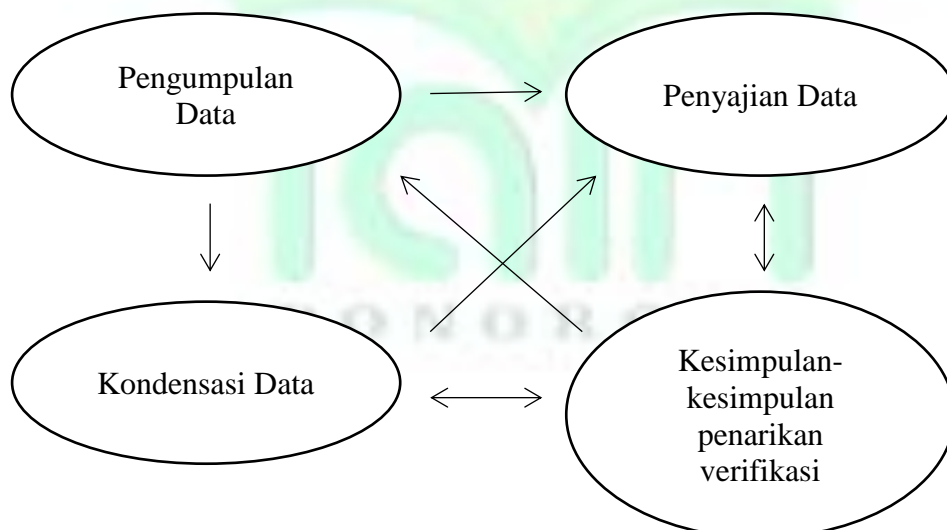 Pengumpulan
Data
Penyajian Data
Kondensasi Data
Kesimpulan-
kesimpulan
penarikan
verifikasi